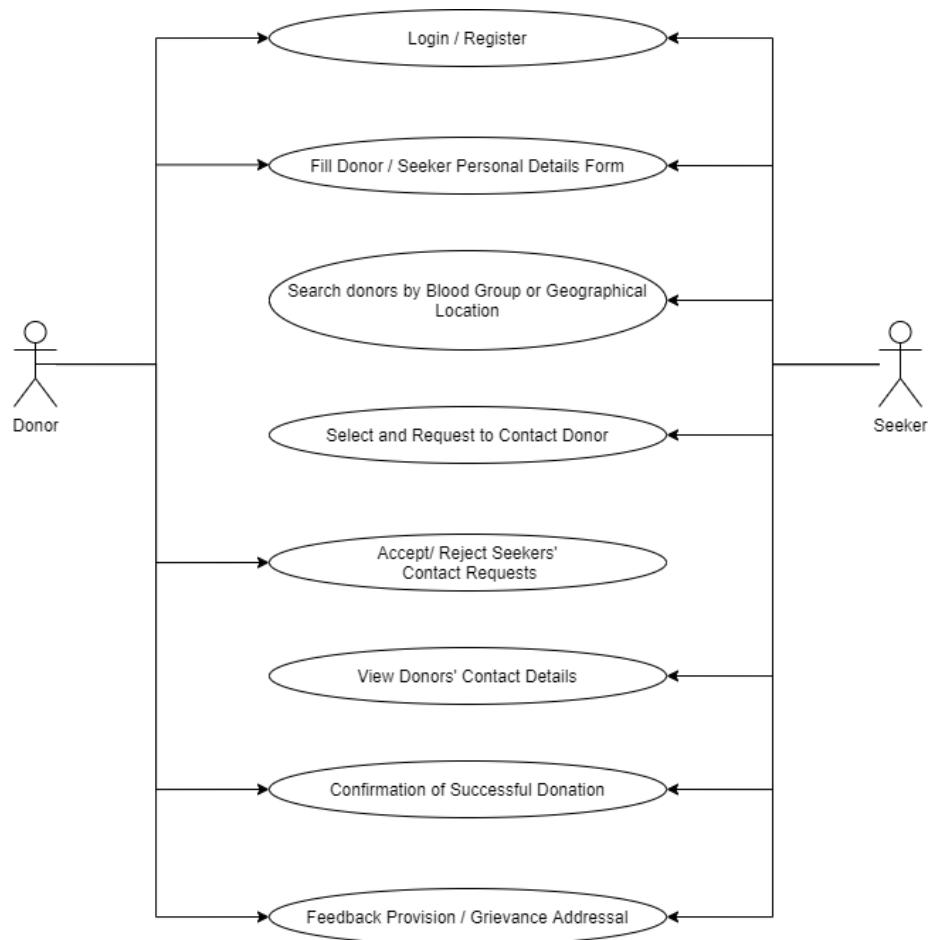 Login / Register
Fill Donor / Seeker Personal Details Form
Search donors by Blood Group or Geographical
Location
Donor
Seeker
Select and Request to Contact Donor
Accept/ Reject Seekers'
Contact Requests
View Donors' Contact Details
Confirmation of Successful Donation
Feedback Provision / Grievance Addressal